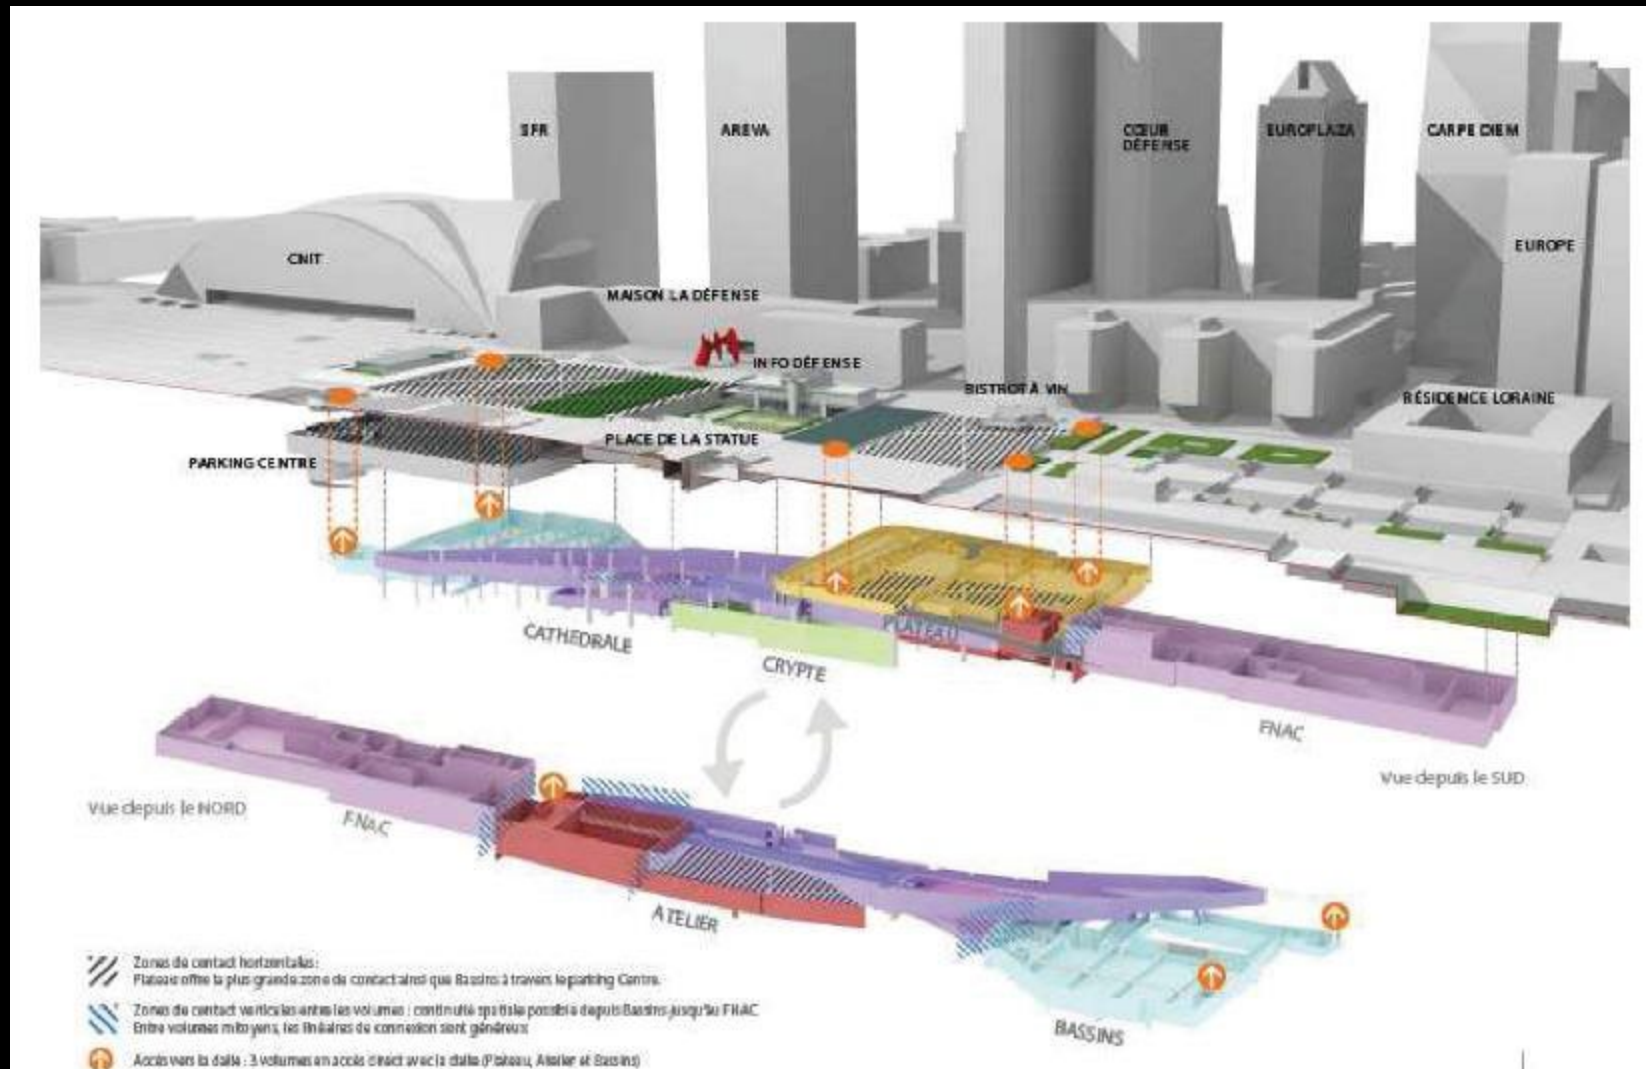 SFR
AREVA
CŒUR
DÉFENSE
EUROPLAZA
CARPE DIEM
CNIT
EUROPE
MAISON LA DÉFENSE
INFO DÉFENSE
BISTROT À VIN
RÉSIDENCE LORAINE
PLACE DE LA STATUE
PARKING CENTRE
CATHEDRALE
PLATEAU
CRYPTE
FNAC
Vue depuis le SUD
Vue depuis le NORD
FNAC
ATELIER
BASSINS
Zones de contact horizontales :
Plateau offre la plus grande zone de contact ainsi que Bassins à travers le parking Centre.
Zones de contact verticales entre les volumes : continuité spatiale possible depuis Bassins jusqu'au FNAC
Entre volumes mitoyens, les linéaires de connexion sont généreux
Accès vers la dalle : 3 volumes en accès direct avec la dalle (Plateau, Atelier et Bassins)